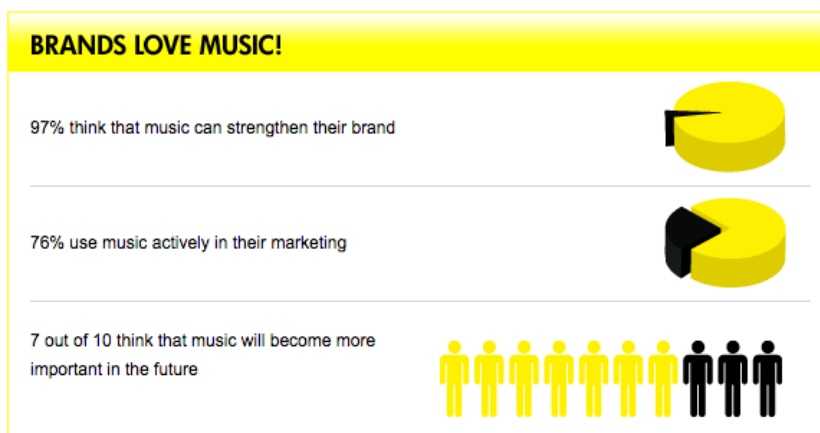 BRANDS LOVE MUSIC!
97% think that music can strengthen their brand
76% use music actively in their marketing
7 out of 10 think that music will become more
important in the future